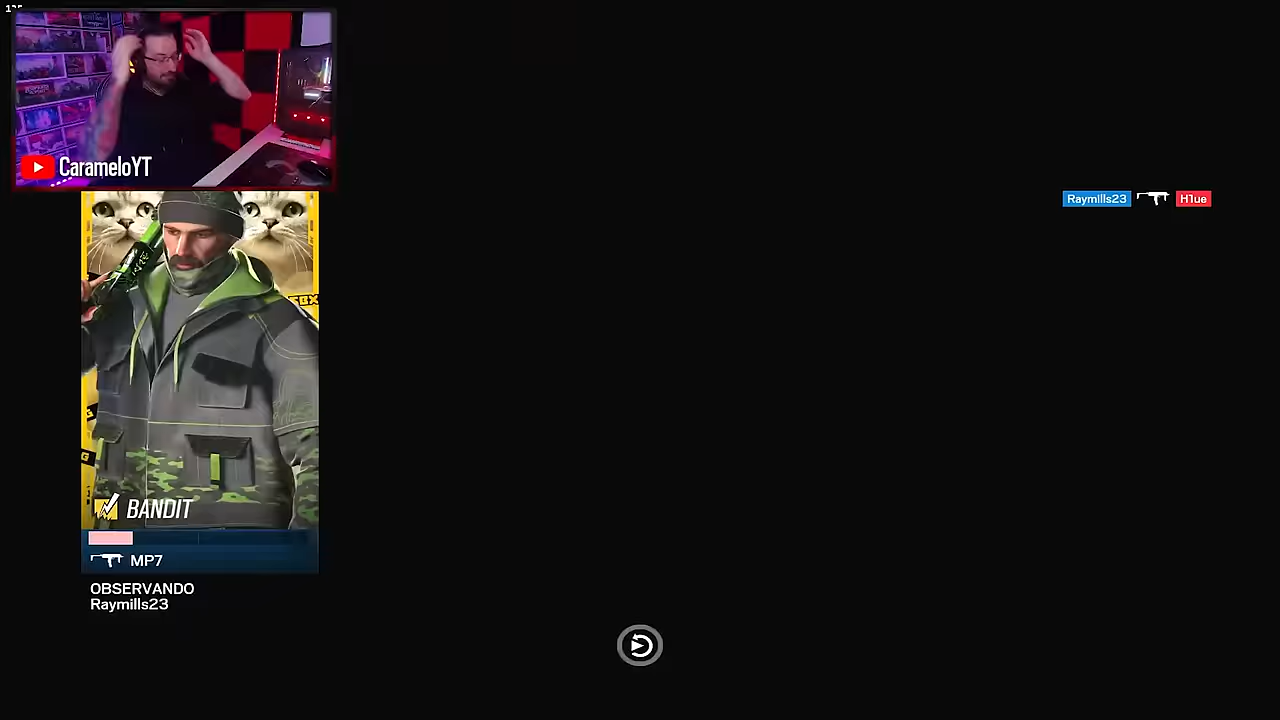 CarameloYT
Raymills23 H1ue
BANDIT
MP7
OBSERVANDO
Raymills23